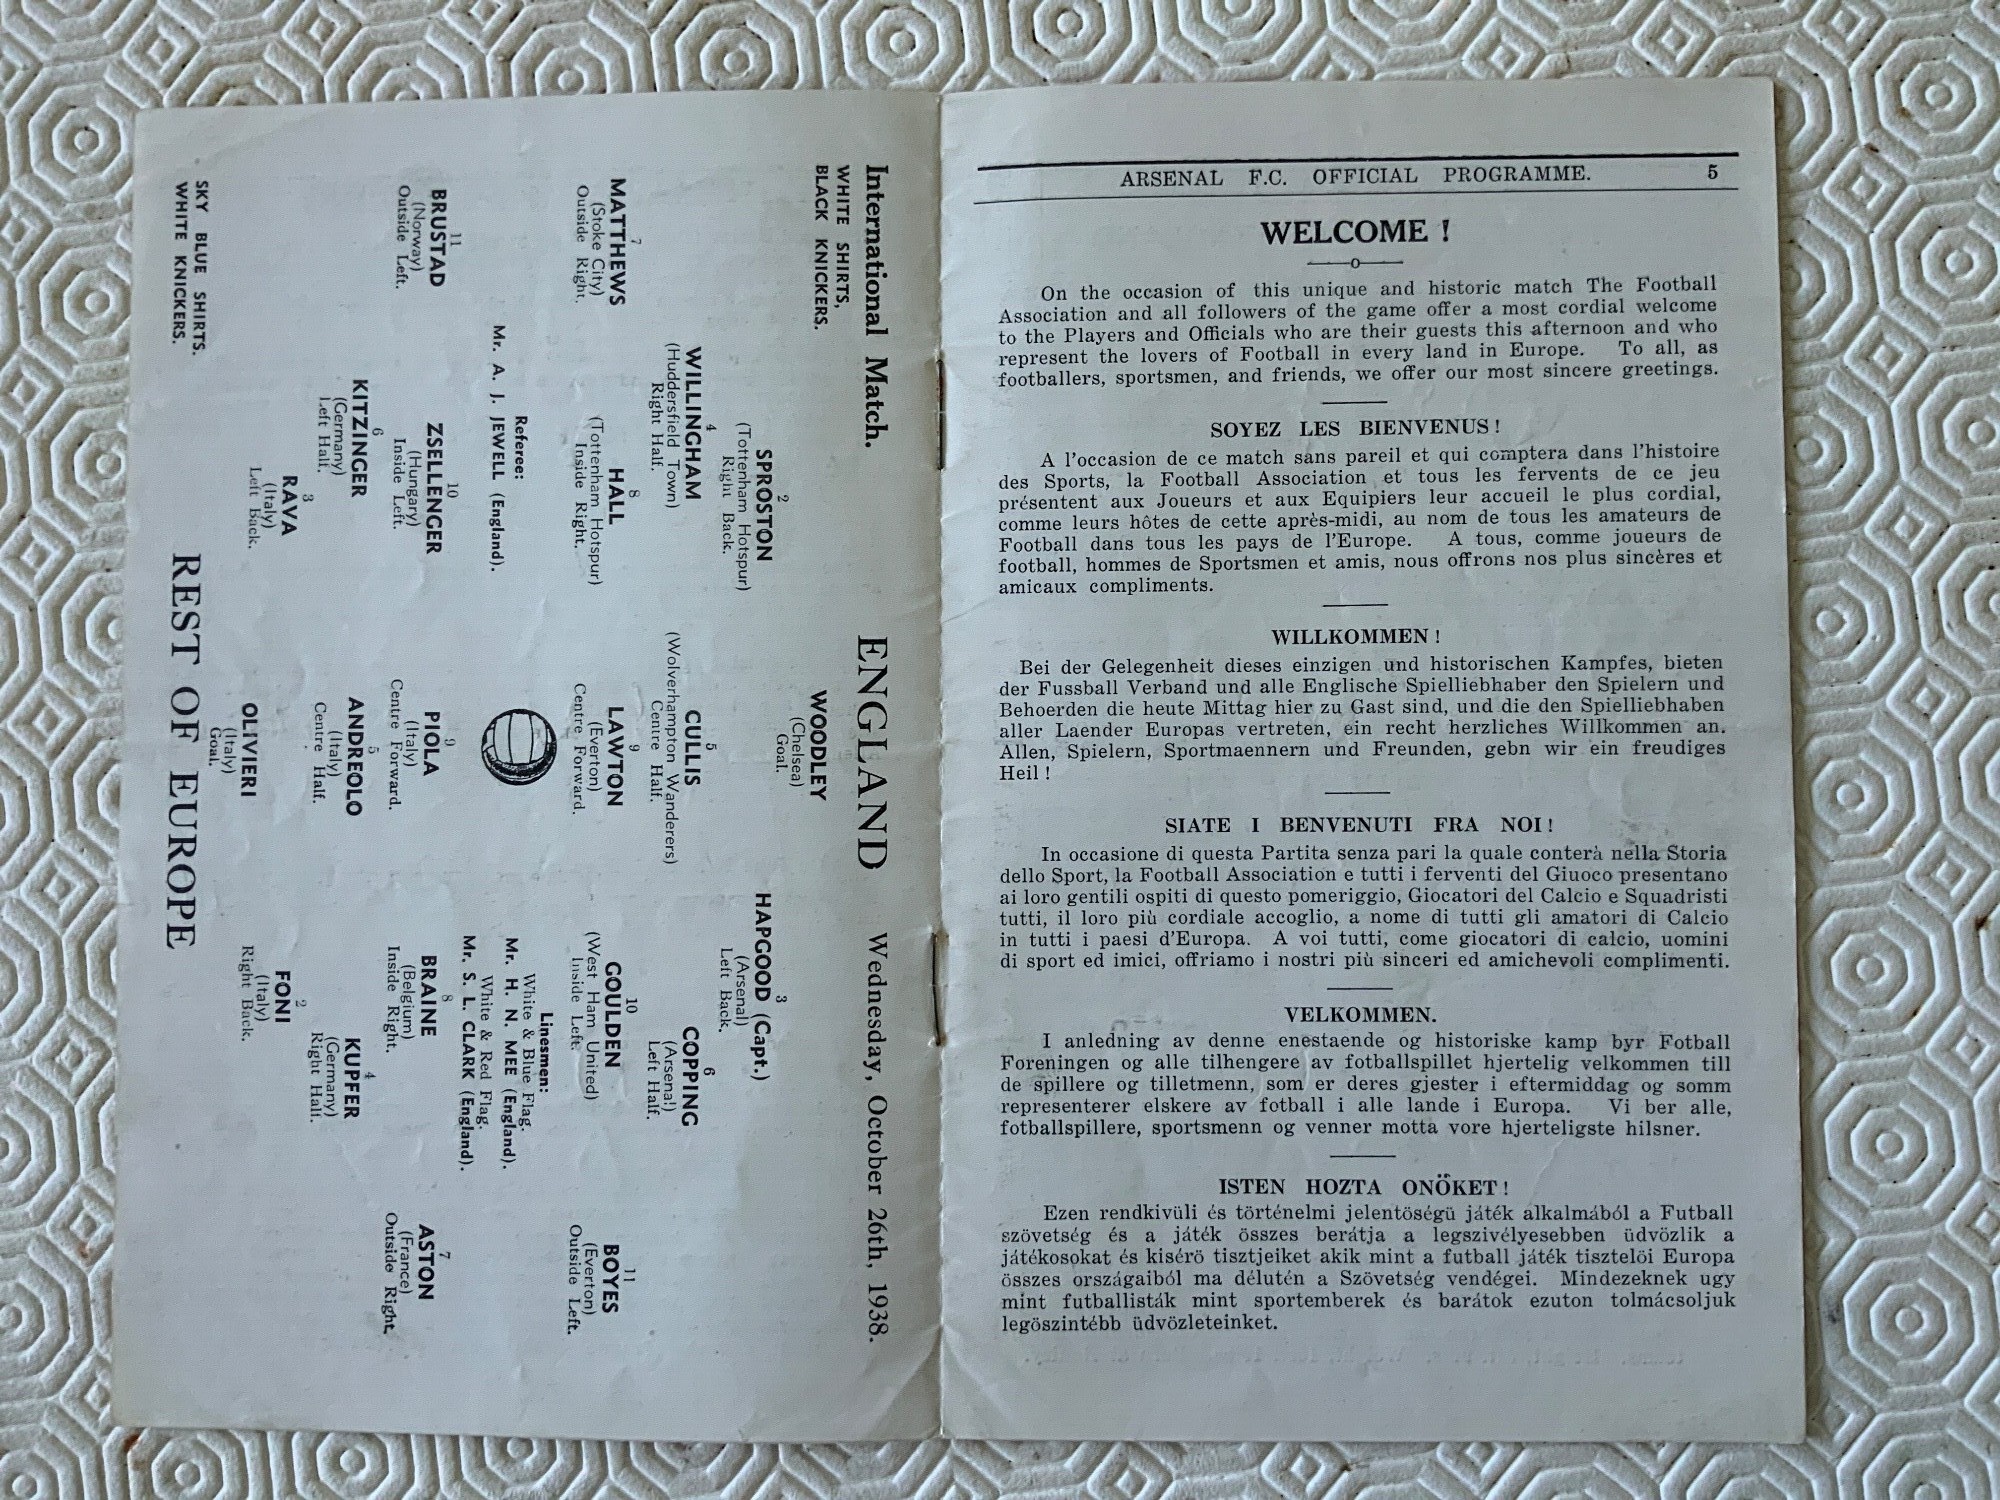 International Match.
ENGLAND
Wednesday, October 26th, 1938.
WHITE SHIRTS,
BLACK KNICKERS.
WOODLEY
(Chelsea)
Goal.
2
SPROSTON
(Tottenham Hotspur)
Right Back.
3
HAPGOOD (Capt.)
(Arsenal)
Left Back.
4
WILLINGHAM
(Huddersfield Town)
Right Half.
5
CULLIS
(Wolverhampton Wanderers)
Centre Half.
6
COPPING
(Arsenal)
Left Half.
7
MATTHEWS
(Stoke City)
Outside Right.
8
HALL
(Tottenham Hotspur)
Inside Right.
9
LAWTON
(Everton)
Centre Forward.
10
GOULDEN
(West Ham United)
Inside Left.
11
BOYES
(Everton)
Outside Left.
Referee:
Mr. A. J. JEWELL (England).
Linesmen:
White & Blue Flag.
Mr. H. N. MEE (England).
White & Red Flag.
Mr. S. L. CLARK (England).
11
BRUSTAD
(Norway)
Outside Left.
10
ZSELLENGER
(Hungary)
Inside Left.
9
PIOLA
(Italy)
Centre Forward.
8
BRAINE
(Belgium)
Inside Right.
7
ASTON
(France)
Outside Right.
6
KITZINGER
(Germany)
Left Half.
5
ANDREOLO
(Italy)
Centre Half.
4
KUPFER
(Germany)
Right Half.
3
RAVA
(Italy)
Left Back.
2
FONI
(Italy)
Right Back.
OLIVIERI
(Italy)
Goal.
SKY BLUE SHIRTS.
WHITE KNICKERS.
REST OF EUROPE
ARSENAL F.C. OFFICIAL PROGRAMME. 5
WELCOME !
On the occasion of this unique and historic match The Football
Association and all followers of the game offer a most cordial welcome
to the Players and Officials who are their guests this afternoon and who
represent the lovers of Football in every land in Europe. To all, as
footballers, sportsmen, and friends, we offer our most sincere greetings.
SOYEZ LES BIENVENUS !
A l'occasion de ce match sans pareil et qui comptera dans l'histoire
des Sports, la Football Association et tous les fervents de ce jeu
présentent aux Joueurs et aux Equipiers leur accueil le plus cordial,
comme leurs hôtes de cette après-midi, au nom de tous les amateurs de
Football dans tous les pays de l'Europe. A tous, comme joueurs de
football, hommes de Sportsmen et amis, nous offrons nos plus sincères et
amicaux compliments.
WILLKOMMEN !
Bei der Gelegenheit dieses einzigen und historischen Kampfes, bieten
der Fussball Verband und alle Englische Spielliebhaber den Spielern und
Behoerden die heute Mittag hier zu Gast sind, und die den Spielliebhaben
aller Laender Europas vertreten, ein recht herzliches Willkommen an.
Allen, Spielern, Sportmaennern und Freunden, gebn wir ein freudiges
Heil !
SIATE I BENVENUTI FRA NOI !
In occasione di questa Partita senza pari la quale conterà nella Storia
dello Sport, la Football Association e tutti i ferventi del Giuoco presentano
ai loro gentili ospiti di questo pomeriggio, Giocatori del Calcio e Squadristi
tutti, il loro più cordiale accoglio, a nome di tutti gli amatori di Calcio
in tutti i paesi d'Europa. A voi tutti, come giocatori di calcio, uomini
di sport ed imici, offriamo i nostri più sinceri ed amichevoli complimenti.
VELKOMMEN.
I anledning av denne enestaende og historiske kamp byr Fotball
Foreningen og alle tilhengere av fotballspillet hjertelig velkommen till
de spillere og tilletmenn, som er deres gjester i eftermiddag og somm
representerer elskere av fotball i alle lande i Europa. Vi ber alle,
fotballspillere, sportsmenn og venner motta vore hjerteligste hilsner.
ISTEN HOZTA ONŐKET !
Ezen rendkivüli és történelmi jelentöségü játék alkalmából a Futball
szövetség és a játék összes berátja a legszivélyesebben üdvözlik a
játékosokat és kisérö tisztjeiket akik mint a futball játék tisztelöi Europa
összes országaiból ma délutén a Szövetség vendégei. Mindezeknek ugy
mint futballisták mint sportemberek és barátok ezuton tolmácsoljuk
legöszintébb üdvözleteinket.